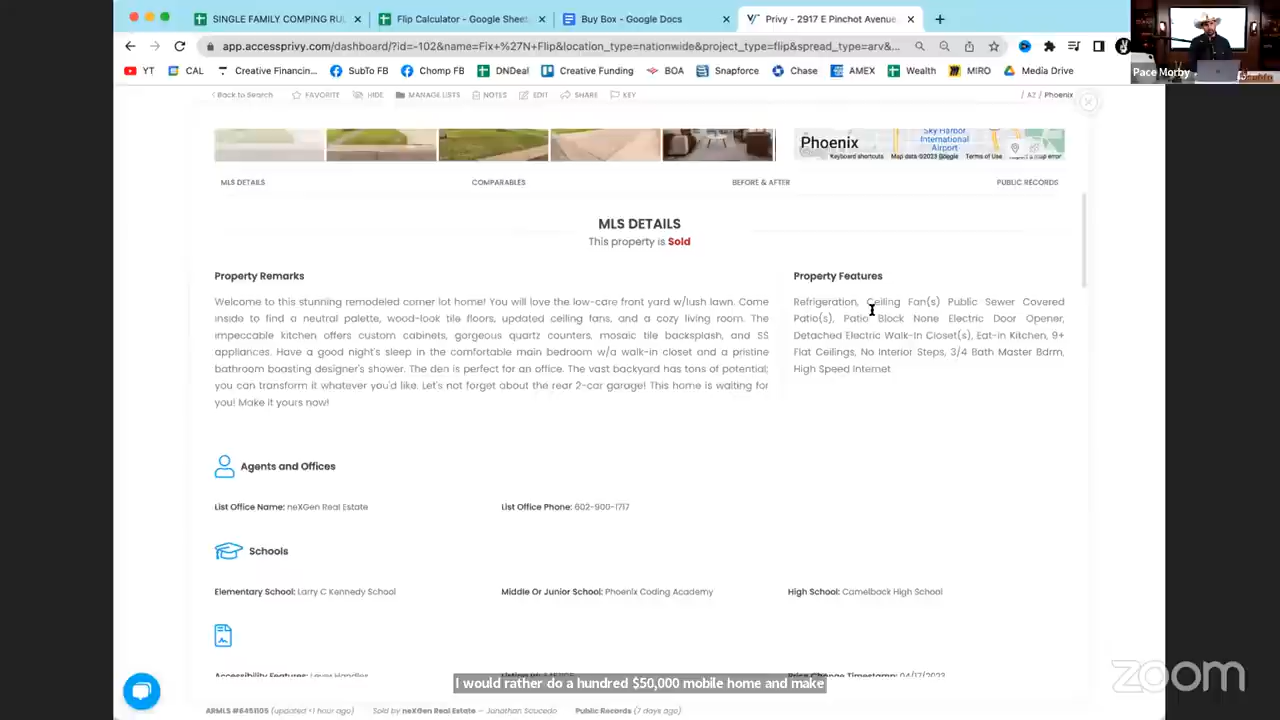 SINGLE FAMILY COMPING RUL
Flip Calculator - Google Sheet
Buy Box - Google Docs
Privy - 2917 E Pinchot Avenue
app.accessprivy.com/dashboard/?id=-102&name=Fix+%27N+Flip&location_type=nationwide&project_type=flip&spread_type=arv&...
YT CAL Creative Financin... SubTo FB Chomp FB DNDeal Creative Funding BOA Snapforce Chase AMEX Wealth MIRO Media Drive
Pace Morby
Back to Search FAVORITE HIDE MANAGE LISTS NOTES EDIT SHARE KEY / AZ / Phoenix
Phoenix
Sky Harbor
International
Airport
Keyboard shortcuts Map data ©2023 Google Terms of Use Report a map error
MLS DETAILS COMPARABLES BEFORE & AFTER PUBLIC RECORDS
MLS DETAILS
This property is Sold
Property Remarks
Welcome to this stunning remodeled corner lot home! You will love the low-care front yard w/lush lawn. Come
inside to find a neutral palette, wood-look tile floors, updated ceiling fans, and a cozy living room. The
impeccable kitchen offers custom cabinets, gorgeous quartz counters, mosaic tile backsplash, and SS
appliances. Have a good night's sleep in the comfortable main bedroom w/a walk-in closet and a pristine
bathroom boasting designer's shower. The den is perfect for an office. The vast backyard has tons of potential;
you can transform it whatever you'd like. Let's not forget about the rear 2-car garage! This home is waiting for
you! Make it yours now!
Property Features
Refrigeration, Ceiling Fan(s) Public Sewer Covered
Patio(s), Patio Block None Electric Door Opener,
Detached Electric Walk-In Closet(s), Eat-in Kitchen, 9+
Flat Ceilings, No Interior Steps, 3/4 Bath Master Bdrm,
High Speed Internet
Agents and Offices
List Office Name: neXGen Real Estate List Office Phone: 602-900-1717
Schools
Elementary School: Larry C Kennedy School Middle Or Junior School: Phoenix Coding Academy High School: Camelback High School
Accessibility Features: Lever Handles Price Change Timestamp: 04/17/2023
I would rather do a hundred $50,000 mobile home and make
zoom
ARMLS #6451105 (updated <1 hour ago) Sold by neXGen Real Estate — Jonathan Saucedo Public Records (7 days ago)